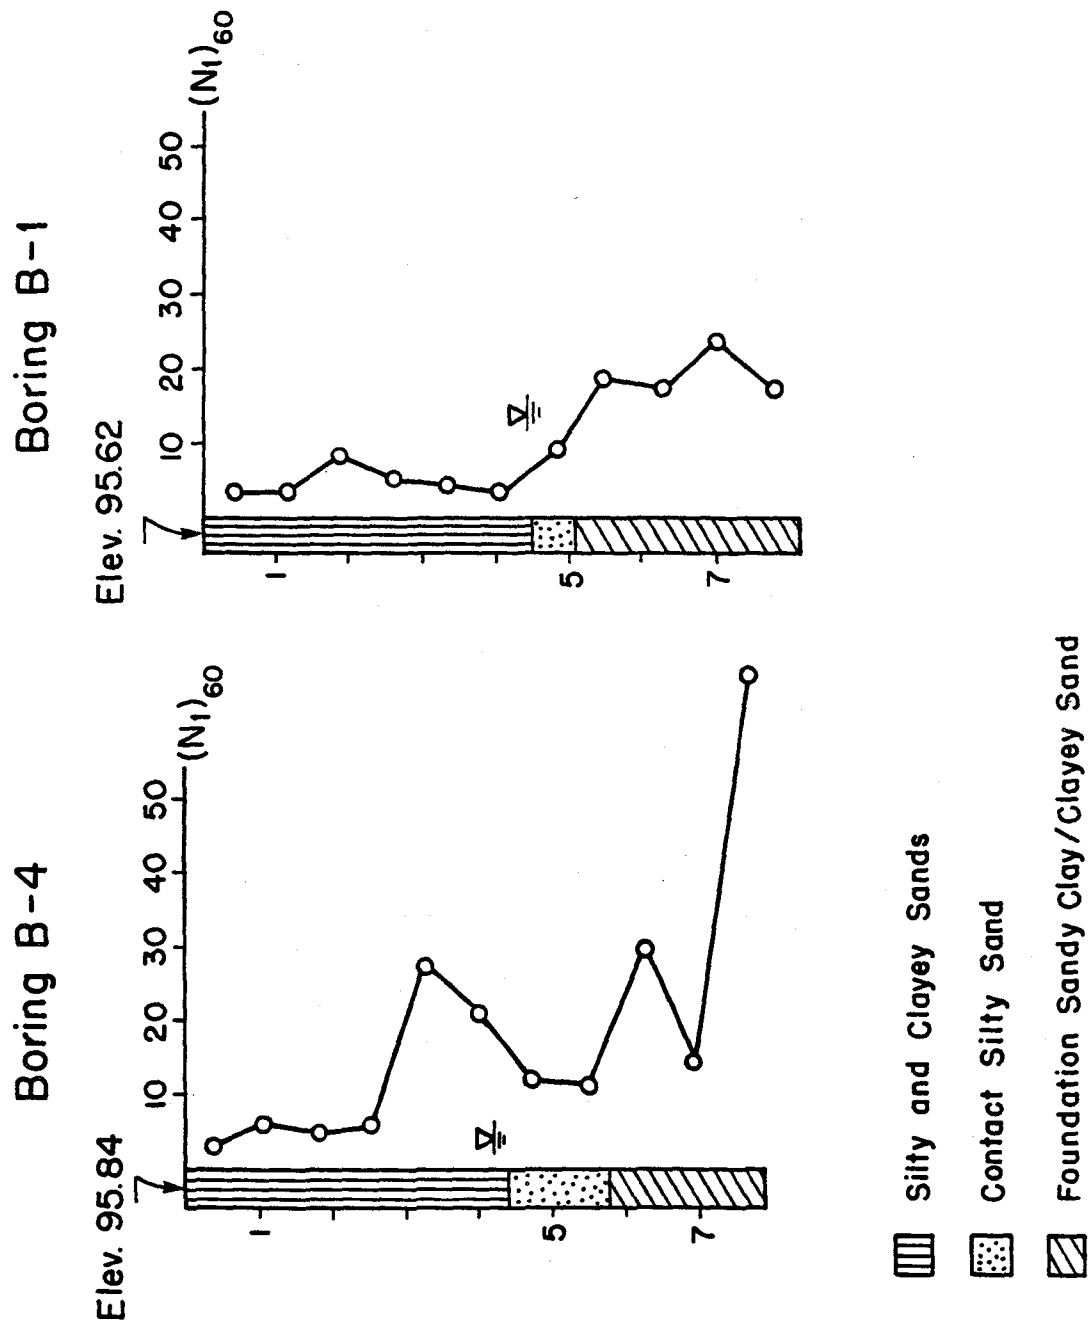 Boring B-4
Elev. 95.84
(N₁)₆₀
10 20 30 40 50
1
5
7
Boring B-1
Elev. 95.62
(N₁)₆₀
10 20 30 40 50
1
5
7
Silty and Clayey Sands
Contact Silty Sand
Foundation Sandy Clay/Clayey Sand